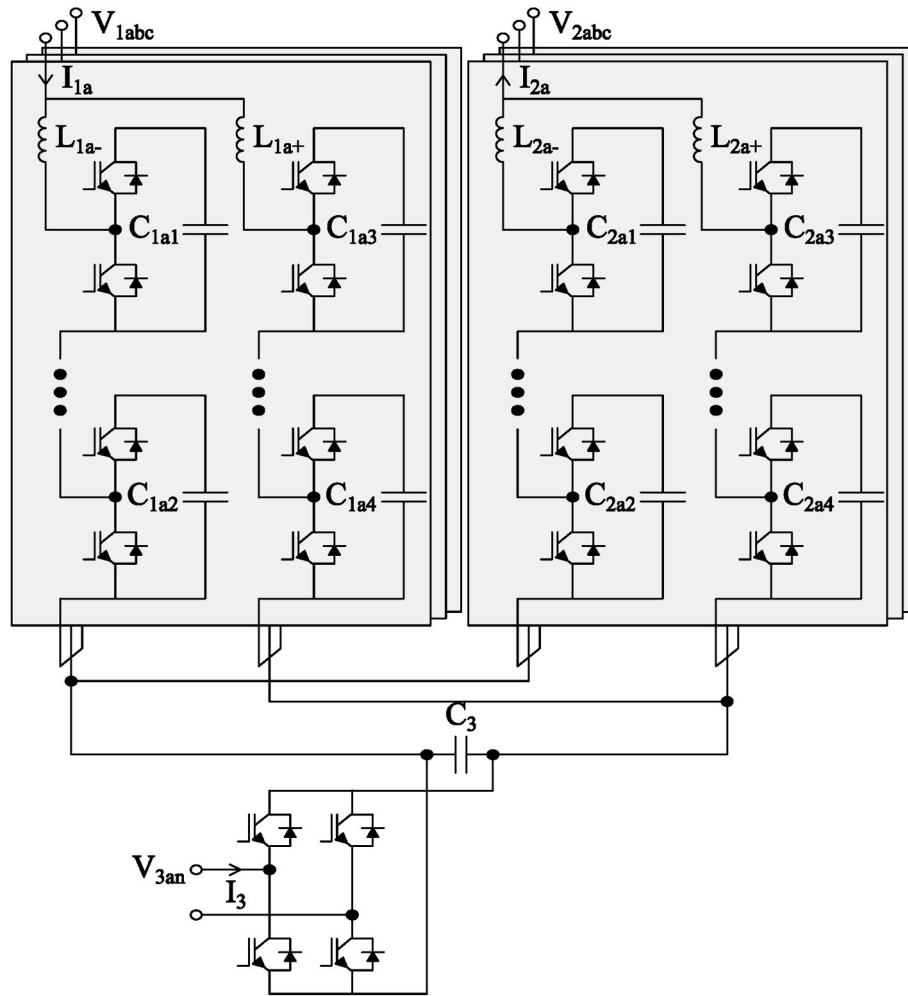 V1abc V2abc
I1a I2a
L1a- L1a+ L2a- L2a+
C1a1 C1a3 C2a1 C2a3
C1a2 C1a4 C2a2 C2a4
C3
V3an
I3